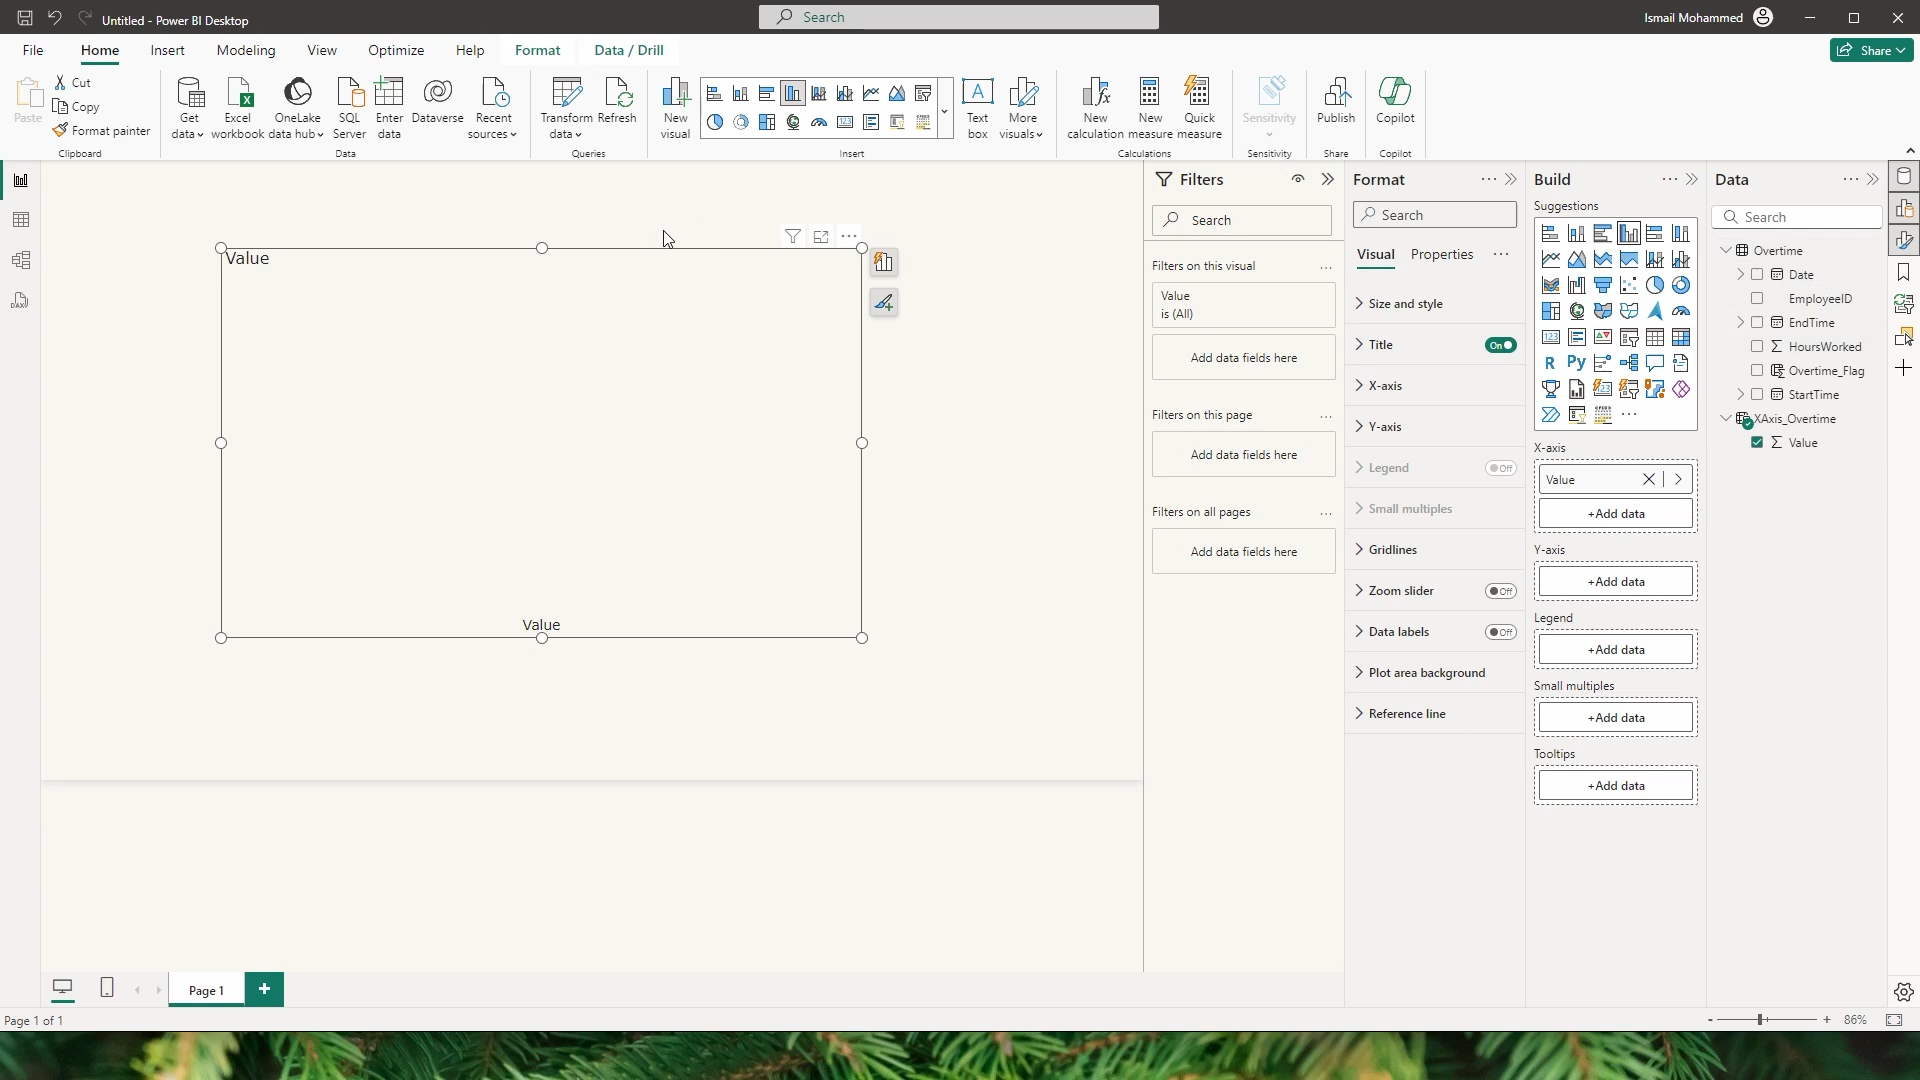 Untitled - Power BI Desktop
Search
Ismail Mohammed
File
Home
Insert
Modeling
View
Optimize
Help
Format
Data / Drill
Share
Paste
Cut
Copy
Format painter
Clipboard
Get data
Excel workbook
OneLake data hub
SQL Server
Enter data
Dataverse
Recent sources
Data
Transform data
Refresh
Queries
New visual
Text box
More visuals
Insert
New calculation
New measure
Quick measure
Calculations
Sensitivity
Sensitivity
Publish
Share
Copilot
Copilot
Value
Value
Filters
Search
Filters on this visual
Value
is (All)
Add data fields here
Filters on this page
Add data fields here
Filters on all pages
Add data fields here
Format
Search
Visual
Properties
Size and style
Title
On
X-axis
Y-axis
Legend
Off
Small multiples
Gridlines
Zoom slider
Off
Data labels
Off
Plot area background
Reference line
Build
Suggestions
123
R
Py
X-axis
Value
+Add data
Y-axis
+Add data
Legend
+Add data
Small multiples
+Add data
Tooltips
+Add data
Data
Search
Overtime
Date
EmployeeID
EndTime
HoursWorked
Overtime_Flag
StartTime
XAxis_Overtime
Value
Page 1
Page 1 of 1
86%